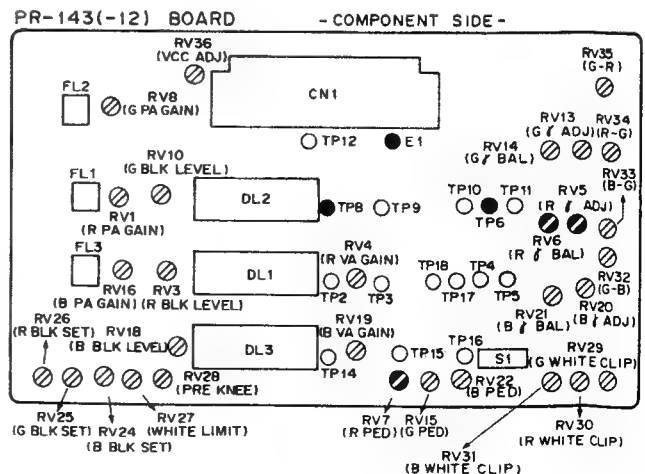 PR-143(-12) BOARD -COMPONENT SIDE-
RV36
(VCC ADJ)
RV35
(G-R)
FL2
RV8
(G PA GAIN)
CN1
RV13
(G γ ADJ)
RV34
(R-G)
TP12
E1
RV14
(G γ BAL)
RV33
(B-G)
RV10
(G BLK LEVEL)
FL1
RV1
(R PA GAIN)
DL2
TP8
TP9
TP10
TP11
TP6
RV5
(R γ ADJ)
RV6
(R γ BAL)
FL3
RV16
(B PA GAIN)
RV3
(R BLK LEVEL)
DL1
RV4
(R VA GAIN)
TP2
TP3
TP18
TP17
TP4
TP5
RV32
(G-B)
RV20
(B γ ADJ)
RV21
(B γ BAL)
RV26
(R BLK SET)
RV18
(B BLK LEVEL)
DL3
RV19
(B VA GAIN)
TP14
TP15
TP16
S1
RV29
(G WHITE CLIP)
RV28
(PRE KNEE)
RV22
(B PED)
RV25
(G BLK SET)
RV24
(B BLK SET)
RV27
(WHITE LIMIT)
RV7
(R PED)
RV15
(G PED)
RV30
(R WHITE CLIP)
RV31
(B WHITE CLIP)